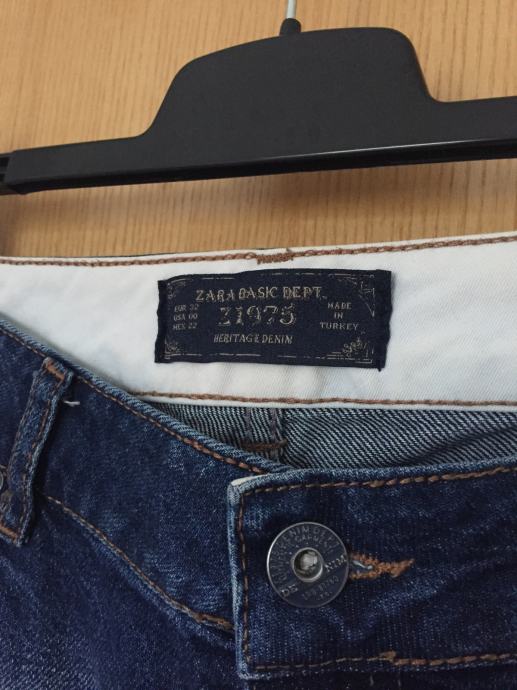 ZARA BASIC DEPT.
EUR 32
USA 00
MEX 22
Z1975
MADE
IN
TURKEY
HERITAGE DENIM